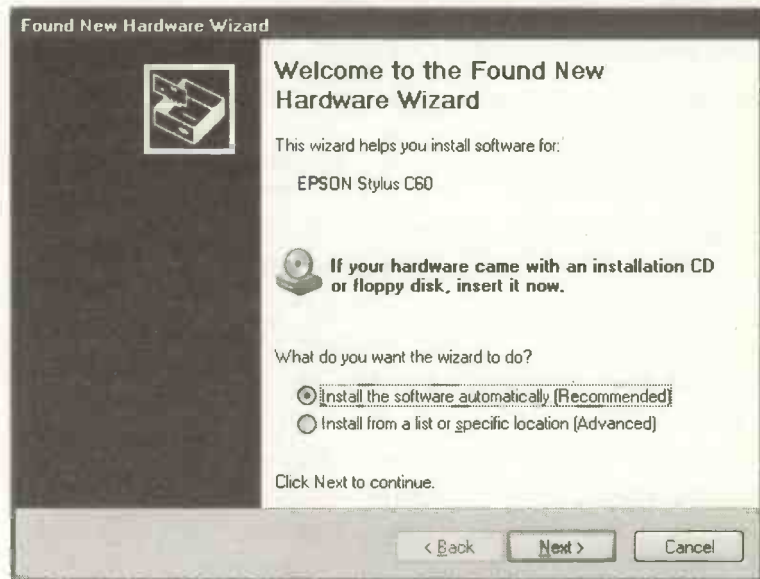 Found New Hardware Wizard
Welcome to the Found New
Hardware Wizard
This wizard helps you install software for:
EPSON Stylus C60
If your hardware came with an installation CD
or floppy disk, insert it now.
What do you want the wizard to do?
Install the software automatically (Recommended)
Install from a list or specific location (Advanced)
Click Next to continue.
< Back Next > Cancel